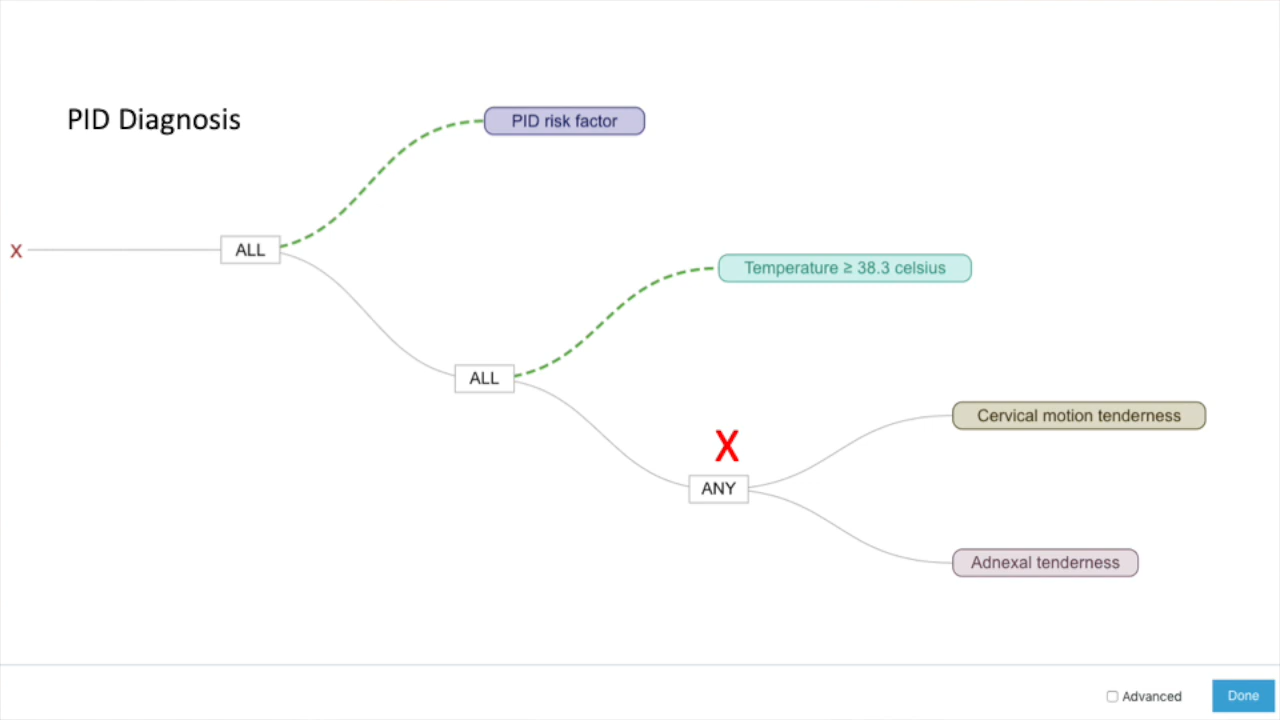 PID Diagnosis
PID risk factor
X
ALL
Temperature ≥ 38.3 celsius
ALL
Cervical motion tenderness
X
ANY
Adnexal tenderness
Advanced
Done